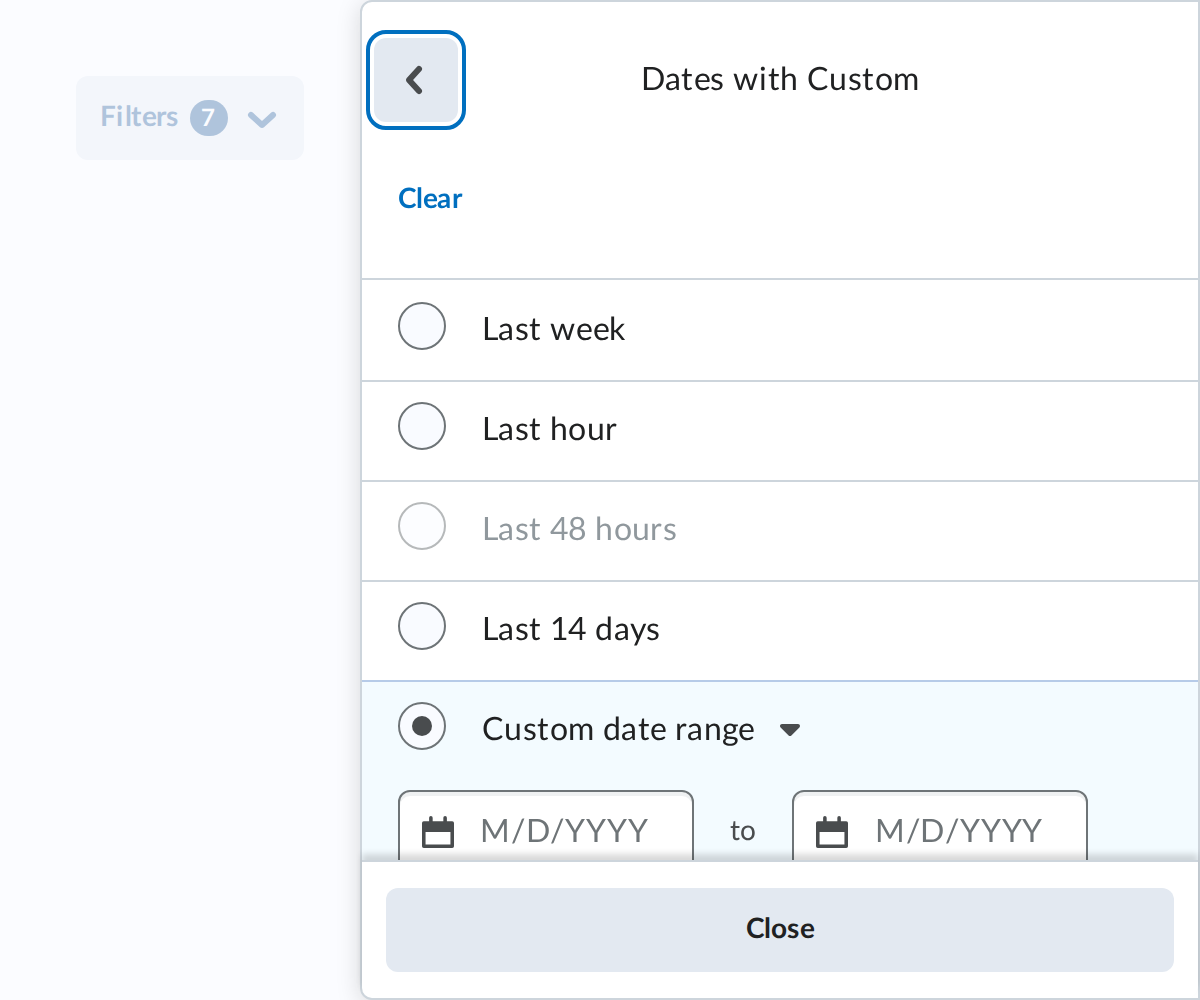 Filters 7
Dates with Custom
Clear
Last week
Last hour
Last 48 hours
Last 14 days
Custom date range
M/D/YYYY to M/D/YYYY
Close